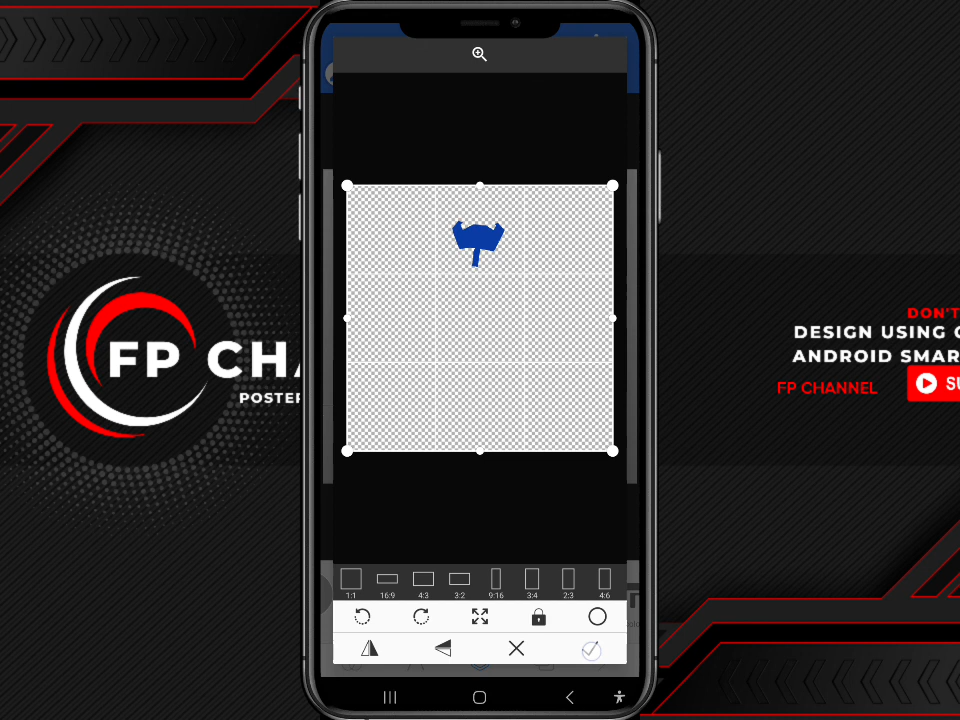 1:1
16:9
4:3
3:2
9:16
3:4
2:3
4:6
FP CHA
POSTER
DON'T
DESIGN USING
ANDROID SMAR
FP CHANNEL
SU